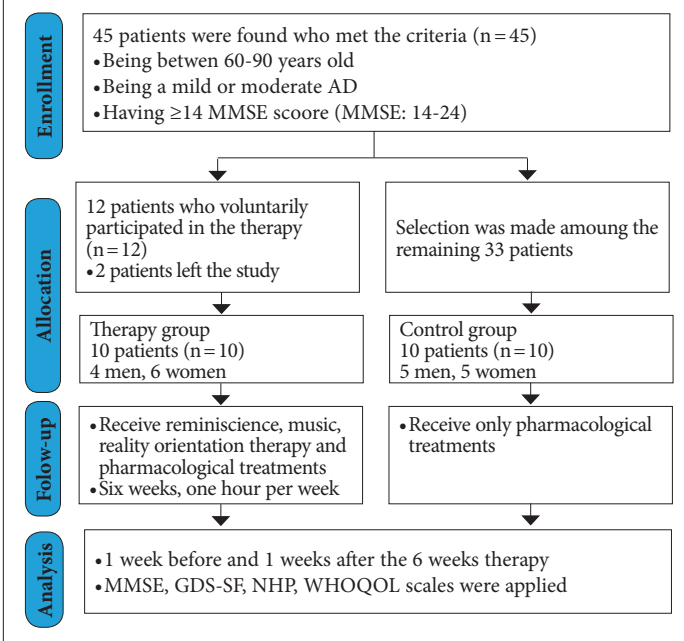 Enrollment
45 patients were found who met the criteria (n=45)
•Being betwen 60-90 years old
•Being a mild or moderate AD
•Having ≥14 MMSE scoore (MMSE: 14-24)
Allocation
12 patients who voluntarily
participated in the therapy
(n=12)
•2 patients left the study
Selection was made amoung the
remaining 33 patients
Therapy group
10 patients (n=10)
4 men, 6 women
Control group
10 patients (n=10)
5 men, 5 women
Folow-up
•Receive reminiscience, music,
reality orientation therapy and
pharmacological treatments
•Six weeks, one hour per week
•Receive only pharmacological
treatments
Analysis
•1 week before and 1 weeks after the 6 weeks therapy
•MMSE, GDS-SF, NHP, WHOQOL scales were applied